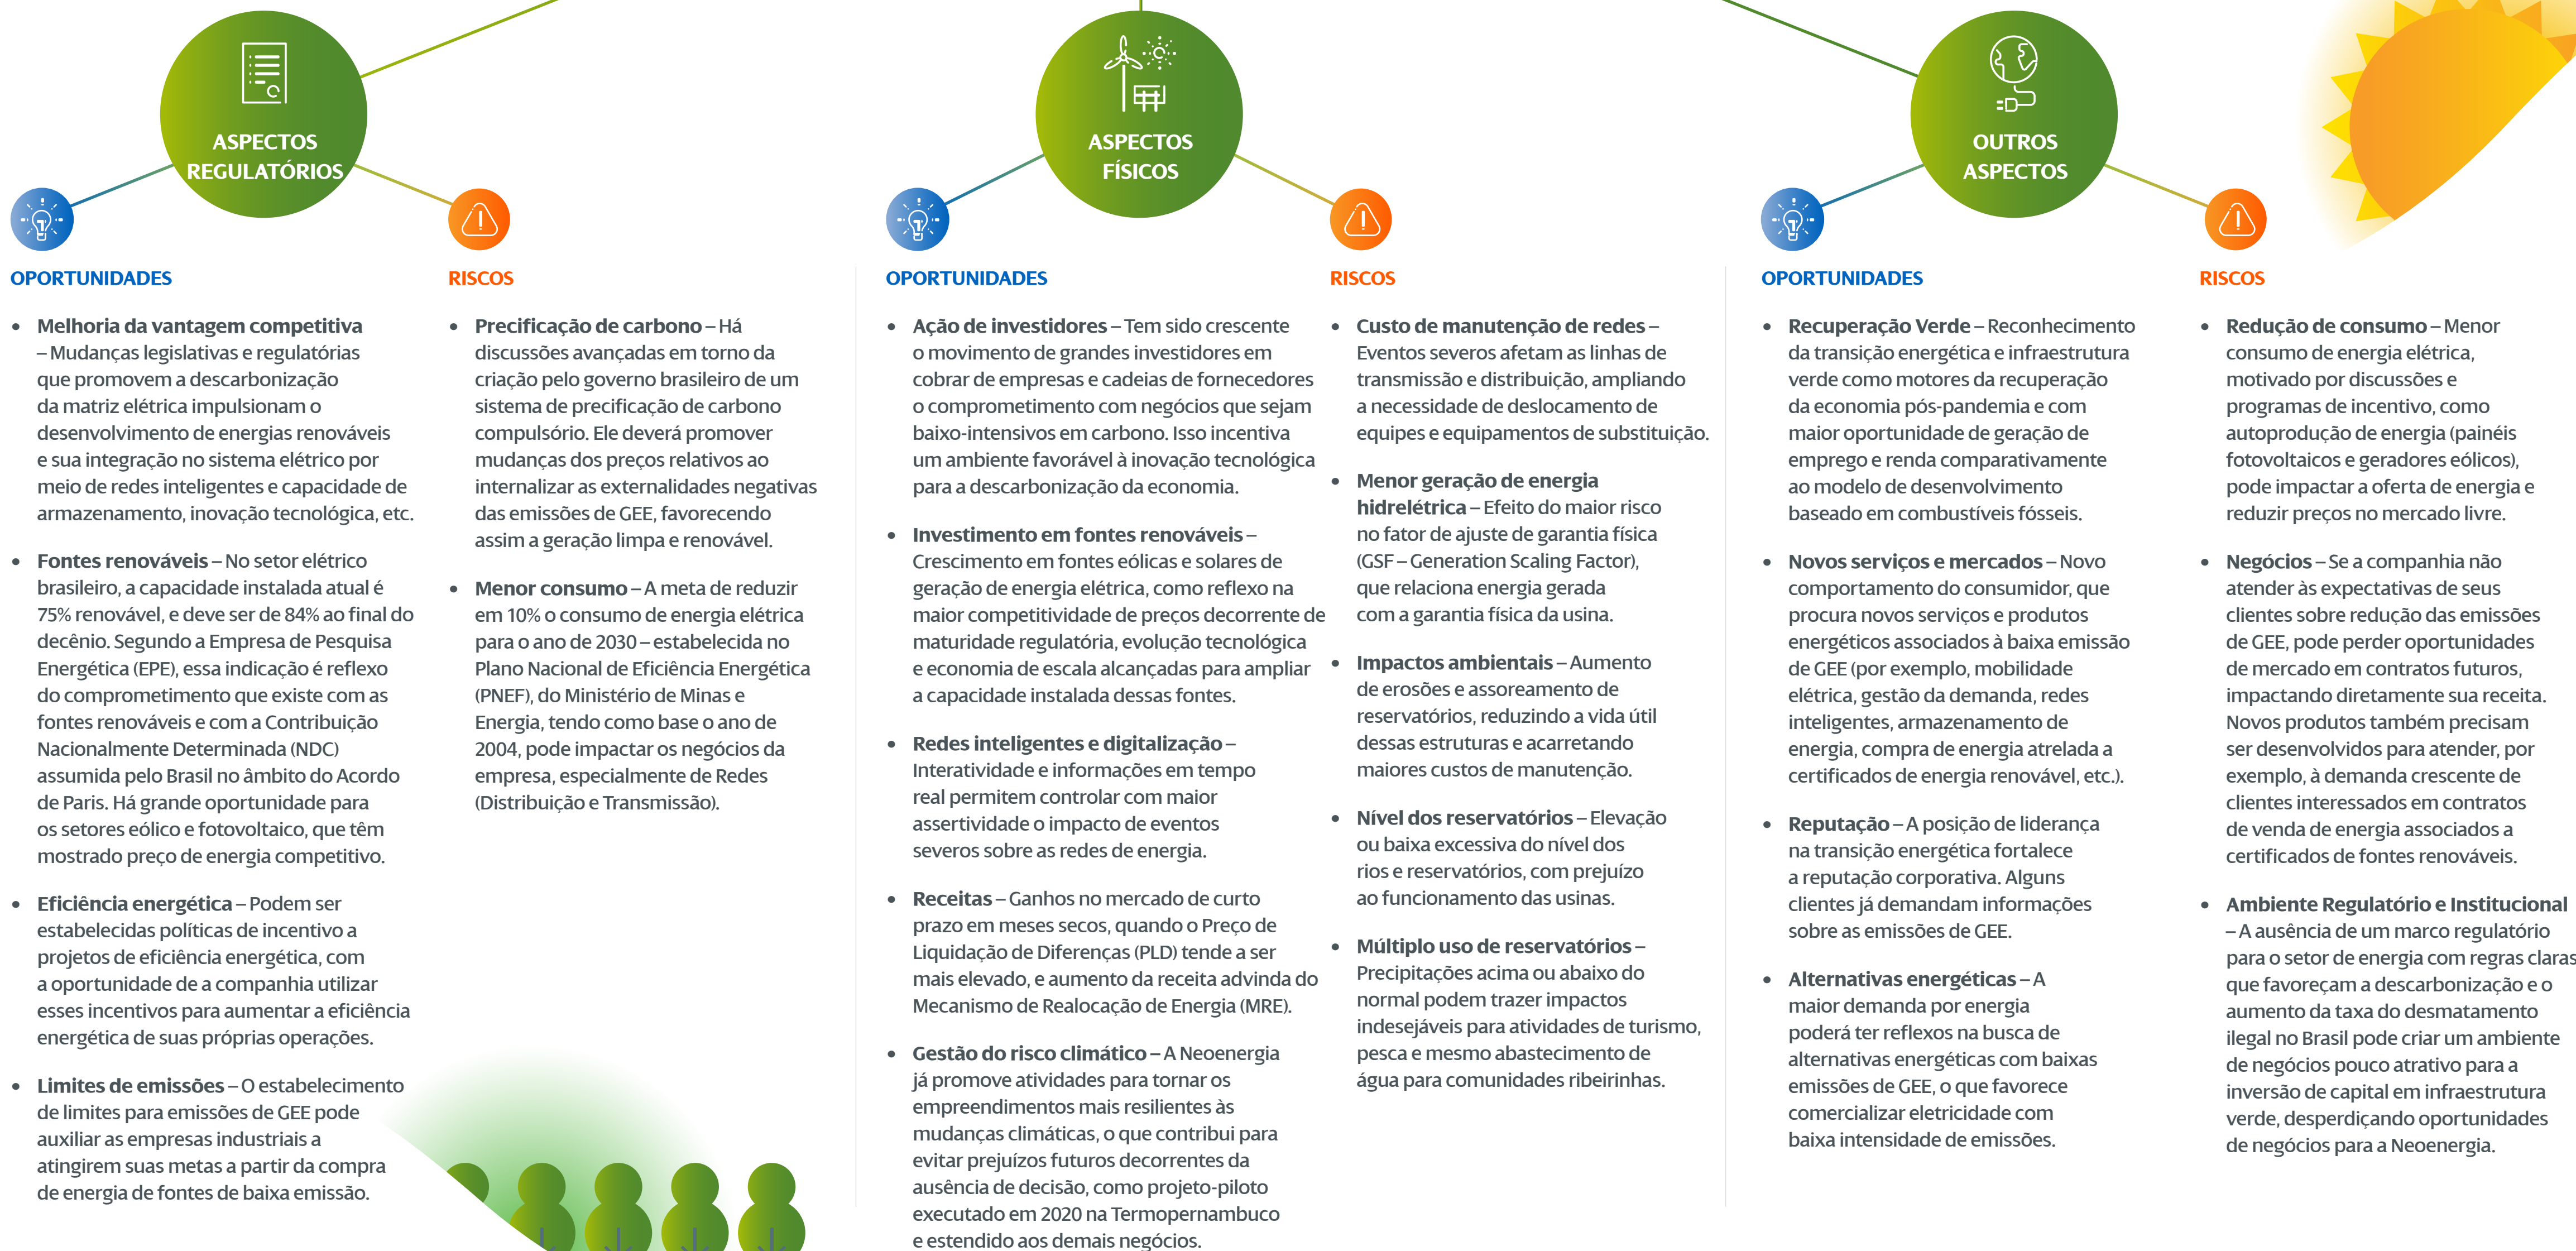 ASPECTOS
REGULATÓRIOS
OPORTUNIDADES
• Melhoria da vantagem competitiva
– Mudanças legislativas e regulatórias
que promovem a descarbonização
da matriz elétrica impulsionam o
desenvolvimento de energias renováveis
e sua integração no sistema elétrico por
meio de redes inteligentes e capacidade de
armazenamento, inovação tecnológica, etc.
• Fontes renováveis – No setor elétrico
brasileiro, a capacidade instalada atual é
75% renovável, e deve ser de 84% ao final do
decênio. Segundo a Empresa de Pesquisa
Energética (EPE), essa indicação é reflexo
do comprometimento que existe com as
fontes renováveis e com a Contribuição
Nacionalmente Determinada (NDC)
assumida pelo Brasil no âmbito do Acordo
de Paris. Há grande oportunidade para
os setores eólico e fotovoltaico, que têm
mostrado preço de energia competitivo.
• Eficiência energética – Podem ser
estabelecidas políticas de incentivo a
projetos de eficiência energética, com
a oportunidade de a companhia utilizar
esses incentivos para aumentar a eficiência
energética de suas próprias operações.
• Limites de emissões – O estabelecimento
de limites para emissões de GEE pode
auxiliar as empresas industriais a
atingirem suas metas a partir da compra
de energia de fontes de baixa emissão.
RISCOS
• Precificação de carbono – Há
discussões avançadas em torno da
criação pelo governo brasileiro de um
sistema de precificação de carbono
compulsório. Ele deverá promover
mudanças dos preços relativos ao
internalizar as externalidades negativas
das emissões de GEE, favorecendo
assim a geração limpa e renovável.
• Menor consumo – A meta de reduzir
em 10% o consumo de energia elétrica
para o ano de 2030 – estabelecida no
Plano Nacional de Eficiência Energética
(PNEF), do Ministério de Minas e
Energia, tendo como base o ano de
2004, pode impactar os negócios da
empresa, especialmente de Redes
(Distribuição e Transmissão).
ASPECTOS
FÍSICOS
OPORTUNIDADES
• Ação de investidores – Tem sido crescente
o movimento de grandes investidores em
cobrar de empresas e cadeias de fornecedores
o comprometimento com negócios que sejam
baixo-intensivos em carbono. Isso incentiva
um ambiente favorável à inovação tecnológica
para a descarbonização da economia.
• Investimento em fontes renováveis –
Crescimento em fontes eólicas e solares de
geração de energia elétrica, como reflexo na
maior competitividade de preços decorrente de
maturidade regulatória, evolução tecnológica
e economia de escala alcançadas para ampliar
a capacidade instalada dessas fontes.
• Redes inteligentes e digitalização –
Interatividade e informações em tempo
real permitem controlar com maior
assertividade o impacto de eventos
severos sobre as redes de energia.
• Receitas – Ganhos no mercado de curto
prazo em meses secos, quando o Preço de
Liquidação de Diferenças (PLD) tende a ser
mais elevado, e aumento da receita advinda do
Mecanismo de Realocação de Energia (MRE).
• Gestão do risco climático – A Neoenergia
já promove atividades para tornar os
empreendimentos mais resilientes às
mudanças climáticas, o que contribui para
evitar prejuízos futuros decorrentes da
ausência de decisão, como projeto-piloto
executado em 2020 na Termopernambuco
e estendido aos demais negócios.
RISCOS
• Custo de manutenção de redes –
Eventos severos afetam as linhas de
transmissão e distribuição, ampliando
a necessidade de deslocamento de
equipes e equipamentos de substituição.
• Menor geração de energia
hidrelétrica – Efeito do maior risco
no fator de ajuste de garantia física
(GSF – Generation Scaling Factor),
que relaciona energia gerada
com a garantia física da usina.
• Impactos ambientais – Aumento
de erosões e assoreamento de
reservatórios, reduzindo a vida útil
dessas estruturas e acarretando
maiores custos de manutenção.
• Nível dos reservatórios – Elevação
ou baixa excessiva do nível dos
rios e reservatórios, com prejuízo
ao funcionamento das usinas.
• Múltiplo uso de reservatórios –
Precipitações acima ou abaixo do
normal podem trazer impactos
indesejáveis para atividades de turismo,
pesca e mesmo abastecimento de
água para comunidades ribeirinhas.
OUTROS
ASPECTOS
OPORTUNIDADES
• Recuperação Verde – Reconhecimento
da transição energética e infraestrutura
verde como motores da recuperação
da economia pós-pandemia e com
maior oportunidade de geração de
emprego e renda comparativamente
ao modelo de desenvolvimento
baseado em combustíveis fósseis.
• Novos serviços e mercados – Novo
comportamento do consumidor, que
procura novos serviços e produtos
energéticos associados à baixa emissão
de GEE (por exemplo, mobilidade
elétrica, gestão da demanda, redes
inteligentes, armazenamento de
energia, compra de energia atrelada a
certificados de energia renovável, etc.).
• Reputação – A posição de liderança
na transição energética fortalece
a reputação corporativa. Alguns
clientes já demandam informações
sobre as emissões de GEE.
• Alternativas energéticas – A
maior demanda por energia
poderá ter reflexos na busca de
alternativas energéticas com baixas
emissões de GEE, o que favorece
comercializar eletricidade com
baixa intensidade de emissões.
RISCOS
• Redução de consumo – Menor
consumo de energia elétrica,
motivado por discussões e
programas de incentivo, como
autoprodução de energia (painéis
fotovoltaicos e geradores eólicos),
pode impactar a oferta de energia e
reduzir preços no mercado livre.
• Negócios – Se a companhia não
atender às expectativas de seus
clientes sobre redução das emissões
de GEE, pode perder oportunidades
de mercado em contratos futuros,
impactando diretamente sua receita.
Novos produtos também precisam
ser desenvolvidos para atender, por
exemplo, à demanda crescente de
clientes interessados em contratos
de venda de energia associados a
certificados de fontes renováveis.
• Ambiente Regulatório e Institucional
– A ausência de um marco regulatório
para o setor de energia com regras claras
que favoreçam a descarbonização e o
aumento da taxa do desmatamento
ilegal no Brasil pode criar um ambiente
de negócios pouco atrativo para a
inversão de capital em infraestrutura
verde, desperdiçando oportunidades
de negócios para a Neoenergia.